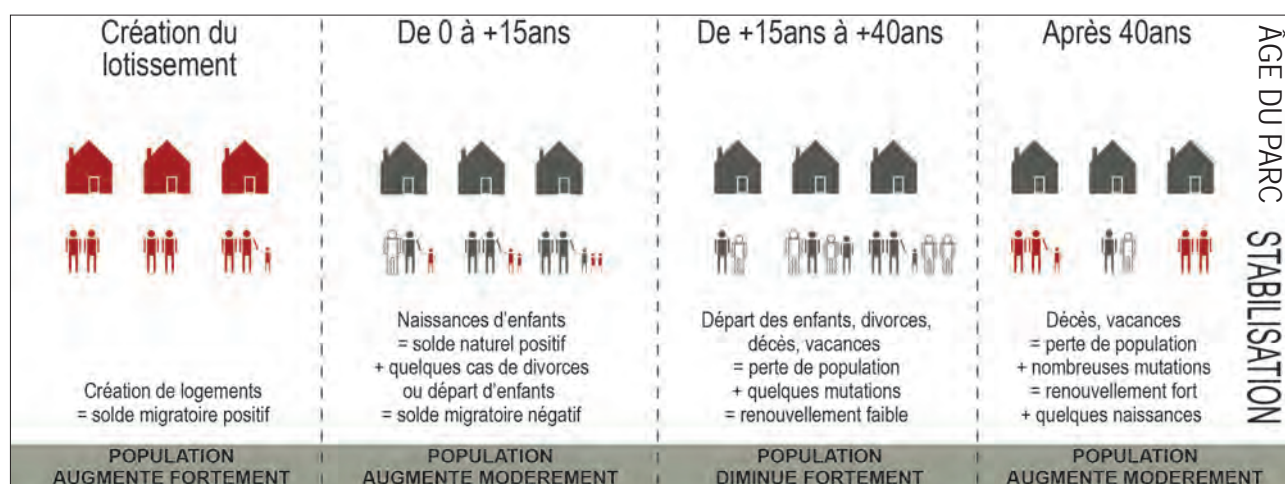 Création du
lotissement
De 0 à +15ans
De +15ans à +40ans
Après 40ans
Création de logements
= solde migratoire positif
Naissances d'enfants
= solde naturel positif
+ quelques cas de divorces
ou départ d'enfants
= solde migratoire négatif
Départ des enfants, divorces,
décès, vacances
= perte de population
+ quelques mutations
= renouvellement faible
Décès, vacances
= perte de population
+ nombreuses mutations
= renouvellement fort
+ quelques naissances
POPULATION
AUGMENTE FORTEMENT
POPULATION
AUGMENTE MODEREMENT
POPULATION
DIMINUE FORTEMENT
POPULATION
AUGMENTE MODEREMENT
ÂGE DU PARC
STABILISATION